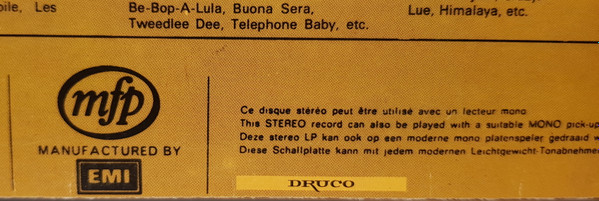 bile, Les
Be-Bop-A-Lula, Buona Sera,
Tweedlee Dee, Telephone Baby, etc.
Lue, Himalaya, etc.
mfp
MANUFACTURED BY
EMI
Ce disque stéréo peut être utilisé avec un lecteur mono
This STEREO record can also be played with a suitable MONO pick-up
Deze stereo LP kan ook op een moderne mono platenspeler gedraaid w
Diese Schallplatte kann mit jedem modernen Leichtgewicht-Tonabnehme
DRUCO